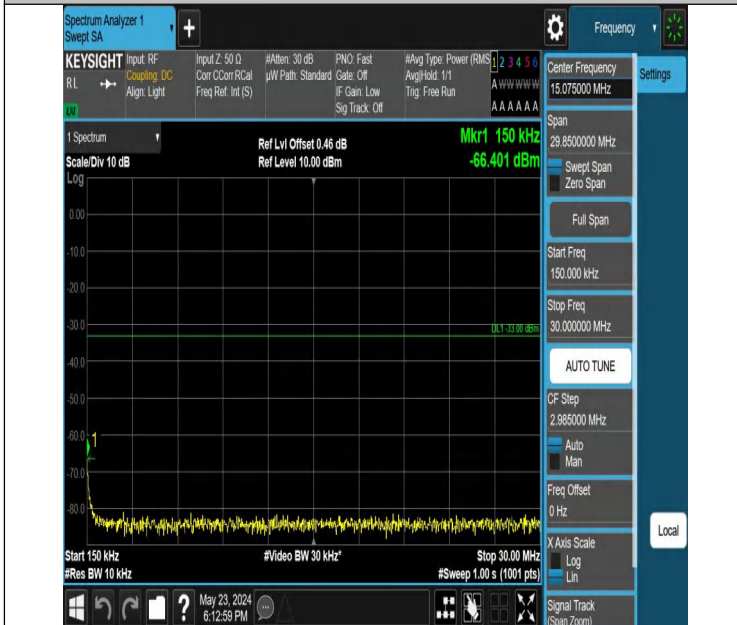 Spectrum Analyzer 1
Swept SA
+
Frequency
KEYSIGHT
RL
LXI
Input: RF
Coupling: DC
Align: Light
Input Z: 50 Ω
Corr CCorr RCal
Freq Ref: Int (S)
#Atten: 30 dB
µW Path: Standard
PNO: Fast
Gate: Off
IF Gain: Low
Sig Track: Off
#Avg Type: Power (RMS
Avg|Hold: 1/1
Trig: Free Run
1 2 3 4 5 6
A W W W W W
A A A A A A
1 Spectrum
Scale/Div 10 dB
Log
Ref Lvl Offset 0.46 dB
Ref Level 10.00 dBm
Mkr1 150 kHz
-66.401 dBm
0.00
-10.0
-20.0
-30.0
DL1 -33.00 dBm
-40.0
-50.0
-60.0
1
-70.0
-80.0
Start 150 kHz
#Res BW 10 kHz
#Video BW 30 kHz*
Stop 30.00 MHz
#Sweep 1.00 s (1001 pts)
?
May 23, 2024
6:12:59 PM
Center Frequency
15.075000 MHz
Settings
Span
29.8500000 MHz
Swept Span
Zero Span
Full Span
Start Freq
150.000 kHz
Stop Freq
30.000000 MHz
AUTO TUNE
CF Step
2.985000 MHz
Auto
Man
Freq Offset
0 Hz
Local
X Axis Scale
Log
Lin
Signal Track
(Span Zoom)